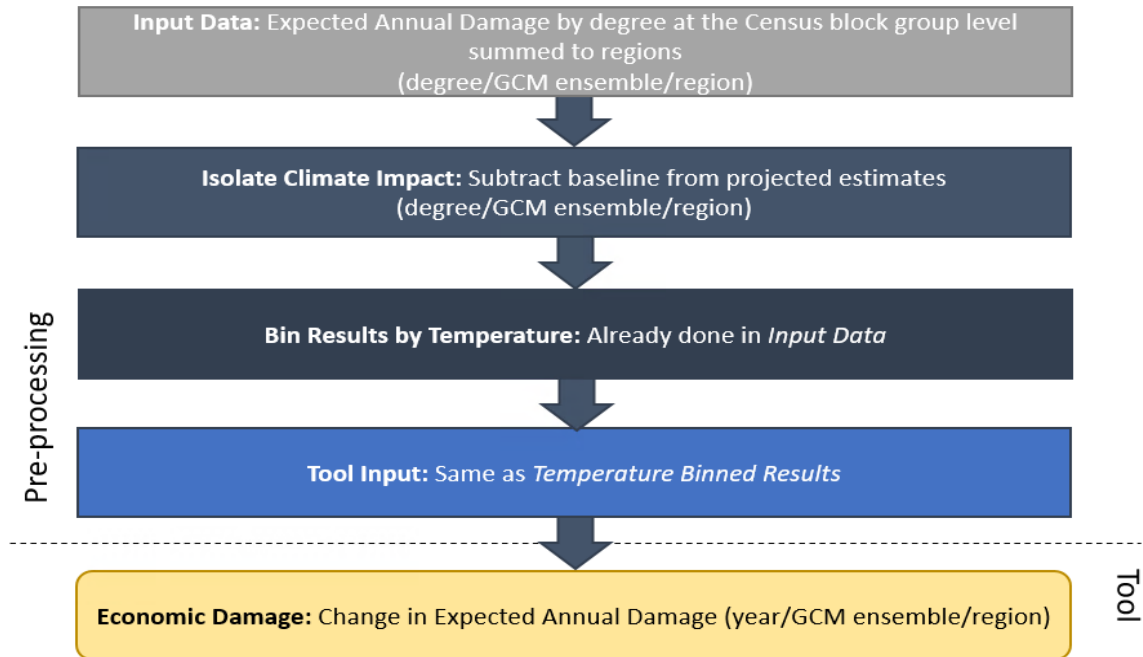 Input Data: Expected Annual Damage by degree at the Census block group level
summed to regions
(degree/GCM ensemble/region)
Isolate Climate Impact: Subtract baseline from projected estimates
(degree/GCM ensemble/region)
Bin Results by Temperature: Already done in Input Data
Pre-processing
Tool Input: Same as Temperature Binned Results
Economic Damage: Change in Expected Annual Damage (year/GCM ensemble/region)
Tool